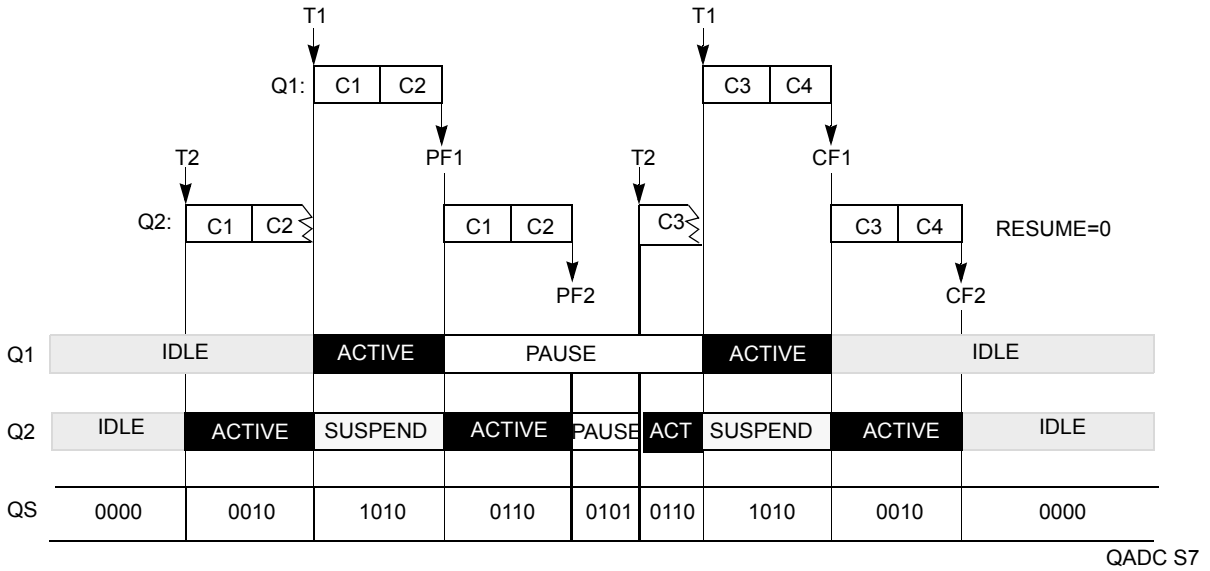 T1 T1
Q1: C1 C2 C3 C4
T2 PF1 T2 CF1
Q2: C1 C2 C1 C2 C3 C3 C4 RESUME=0
PF2 CF2
Q1 IDLE ACTIVE PAUSE ACTIVE IDLE
Q2 IDLE ACTIVE SUSPEND ACTIVE PAUSE ACT SUSPEND ACTIVE IDLE
QS 0000 0010 1010 0110 0101 0110 1010 0010 0000
QADC S7